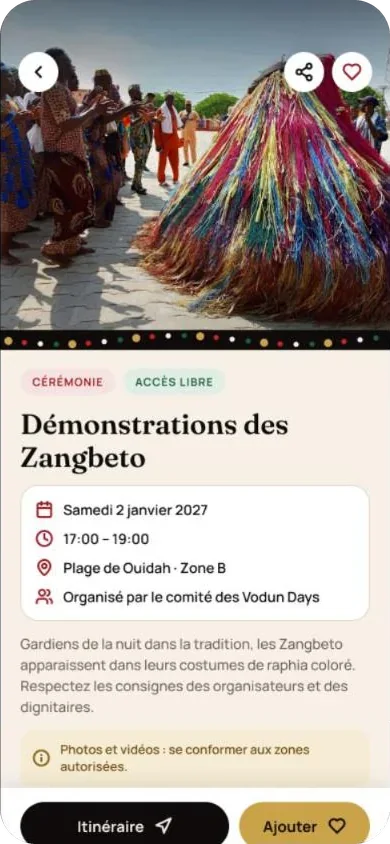 CÉRÉMONIE
ACCÈS LIBRE
Démonstrations des
Zangbeto
Samedi 2 janvier 2027
17:00 – 19:00
Plage de Ouidah · Zone B
Organisé par le comité des Vodun Days
Gardiens de la nuit dans la tradition, les Zangbeto
apparaissent dans leurs costumes de raphia coloré.
Respectez les consignes des organisateurs et des
dignitaires.
Photos et vidéos : se conformer aux zones
autorisées.
Itinéraire
Ajouter